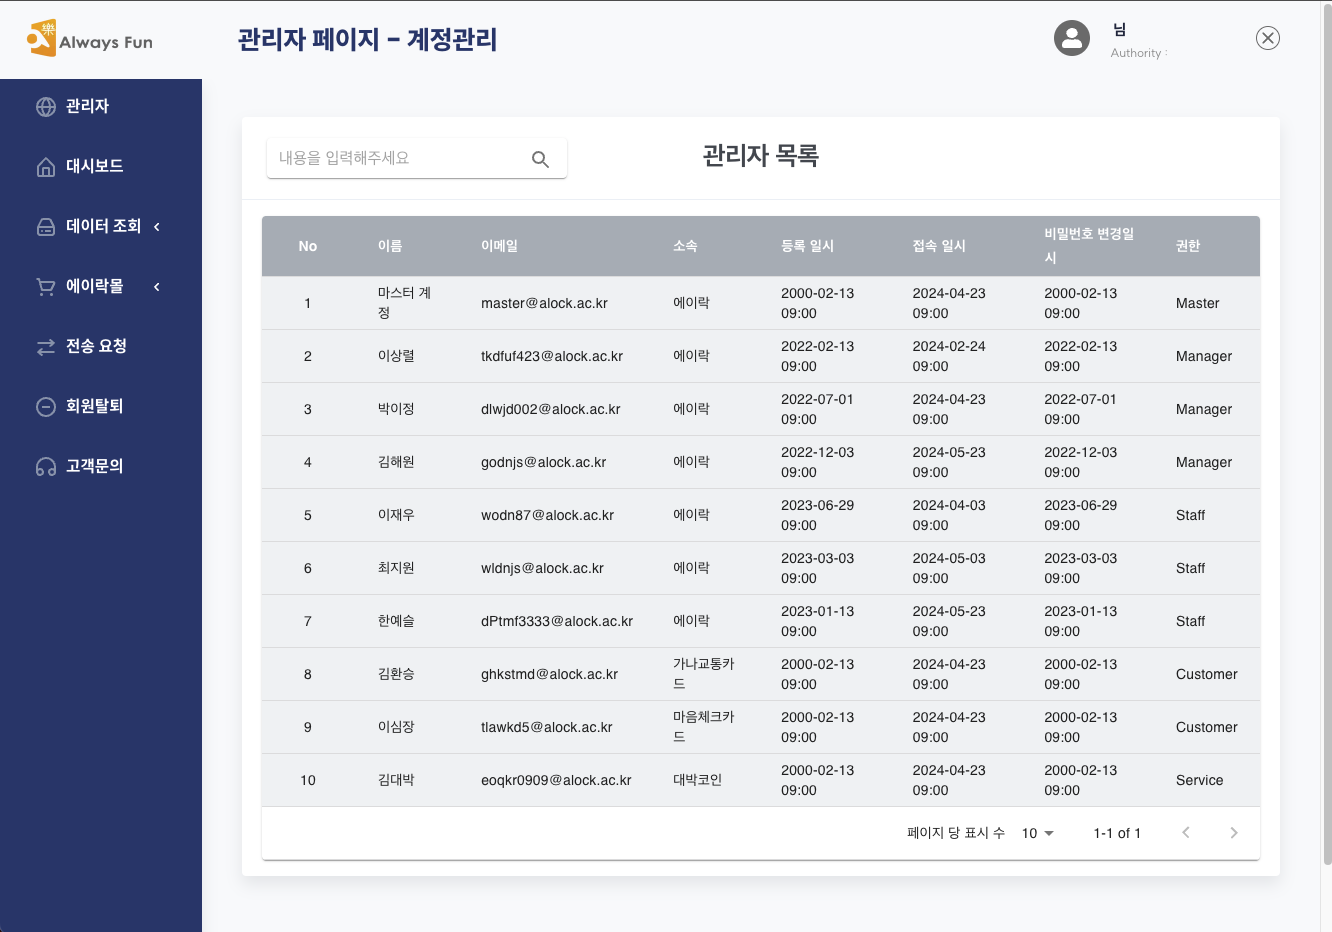 樂
Always Fun
관리자 페이지 - 계정관리
님
Authority :
관리자
대시보드
데이터 조회
에이락몰
전송 요청
회원탈퇴
고객문의
내용을 입력해주세요
관리자 목록
No 이름 이메일 소속 등록 일시 접속 일시 비밀번호 변경일
시
1 마스터 계 master@alock.ac.kr 에이락 2000-02-13 2024-04-23 2000-02-13 Master
정 09:00 09:00 09:00
2 이상렬 tkdfuf423@alock.ac.kr 에이락 2022-02-13 2024-02-24 2022-02-13 Manager
09:00 09:00 09:00
3 박이정 dlwjd002@alock.ac.kr 에이락 2022-07-01 2024-04-23 2022-07-01 Manager
09:00 09:00 09:00
4 김해원 godnjs@alock.ac.kr 에이락 2022-12-03 2024-05-23 2022-12-03 Manager
09:00 09:00 09:00
5 이재우 wodn87@alock.ac.kr 에이락 2023-06-29 2024-04-03 2023-06-29 Staff
09:00 09:00 09:00
6 최지원 wldnjs@alock.ac.kr 에이락 2023-03-03 2024-05-03 2023-03-03 Staff
09:00 09:00 09:00
7 한예슬 dPtmf3333@alock.ac.kr 에이락 2023-01-13 2024-05-23 2023-01-13 Staff
09:00 09:00 09:00
8 김환승 ghkstmd@alock.ac.kr 가나교통카 2000-02-13 2024-04-23 2000-02-13 Customer
드 09:00 09:00 09:00
9 이심장 tlawkd5@alock.ac.kr 마음체크카 2000-02-13 2024-04-23 2000-02-13 Customer
드 09:00 09:00 09:00
10 김대박 eoqkr0909@alock.ac.kr 대박코인 2000-02-13 2024-04-23 2000-02-13 Service
09:00 09:00 09:00
권한
페이지 당 표시 수 10 1-1 of 1